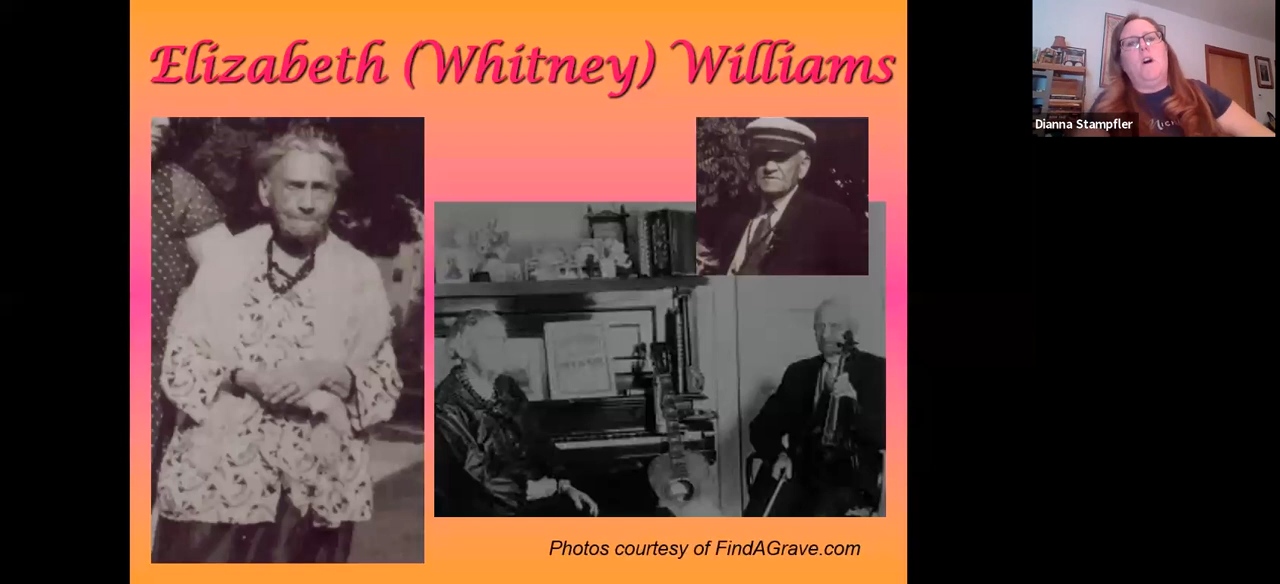 Elizabeth (Whitney) Williams
Dianna Stampfler
Photos courtesy of FindAGrave.com